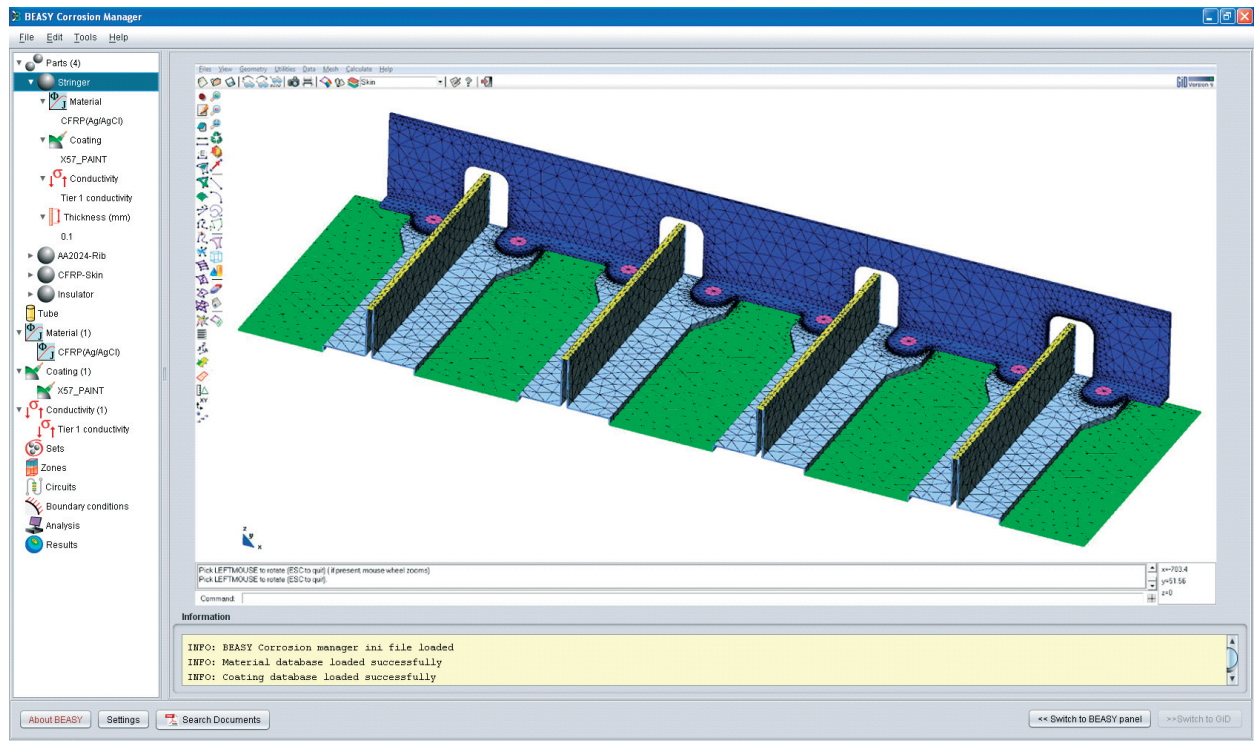 BEASY Corrosion Manager
File Edit Tools Help
Parts (4)
Stringer
Material
CFRP(Ag/AgCl)
Coating
X57_PAINT
Conductivity
Tier 1 conductivity
Thickness (mm)
0.1
AA2024-Rib
CFRP-Skin
Insulator
Tube
Material (1)
CFRP(Ag/AgCl)
Coating (1)
X57_PAINT
Conductivity (1)
Tier 1 conductivity
Sets
Zones
Circuits
Boundary conditions
Analysis
Results
Files View Geometry Utilities Data Mesh Calculate Help
Skin
GiD Version 9
z
y
x
Pick LEFTMOUSE to rotate (ESC to quit) (if present, mouse wheel zooms)
Pick LEFTMOUSE to rotate (ESC to quit).
Command:
x=-703.4
y=51.56
z=0
Information
INFO: BEASY Corrosion manager ini file loaded
INFO: Material database loaded successfully
INFO: Coating database loaded successfully
About BEASY Settings Search Documents << Switch to BEASY panel >>Switch to GiD